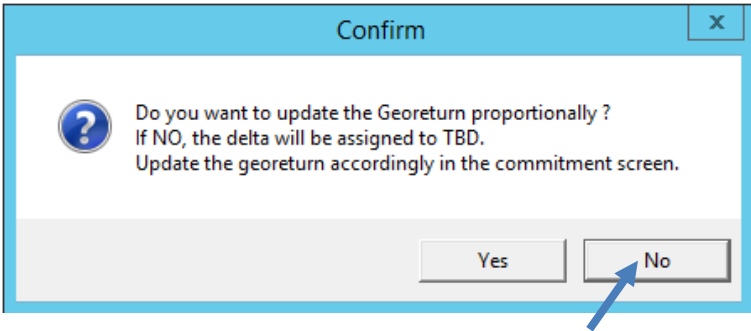 Confirm
x
?
Do you want to update the Georeturn proportionally ?
If NO, the delta will be assigned to TBD.
Update the georeturn accordingly in the commitment screen.
Yes
No